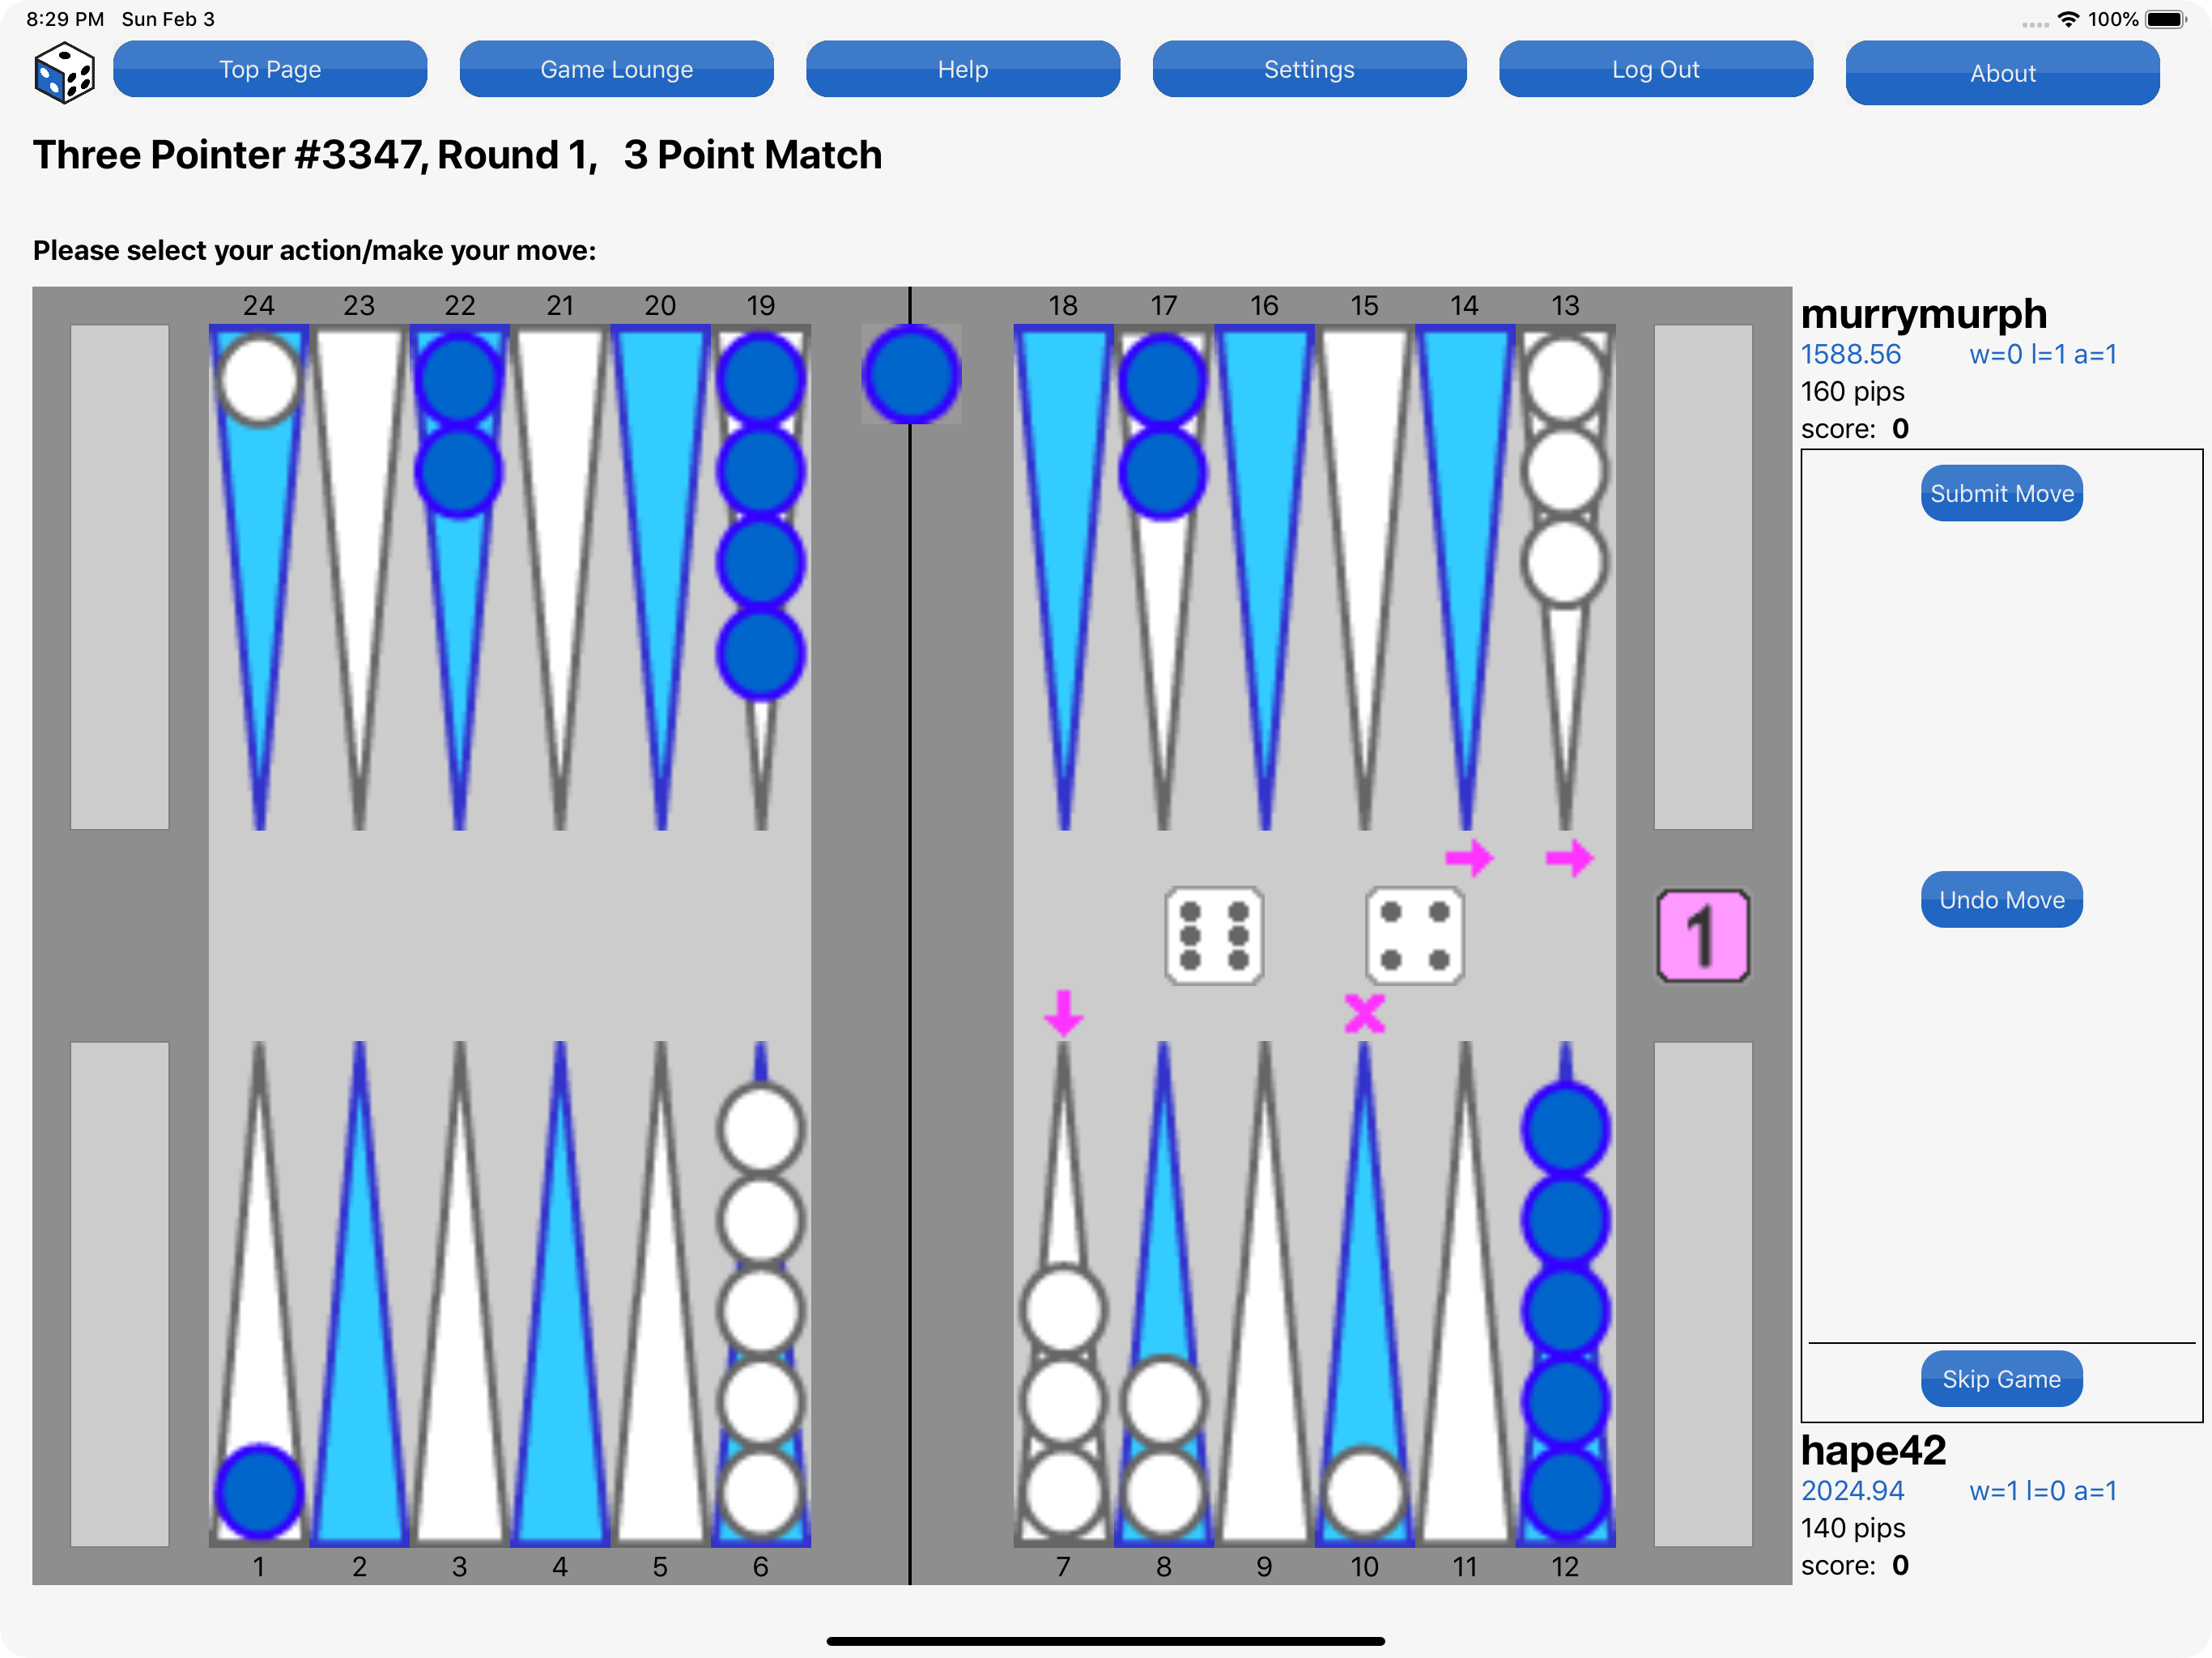 8:29 PM Sun Feb 3
100%
Top Page
Game Lounge
Help
Settings
Log Out
About
Three Pointer #3347, Round 1, 3 Point Match
Please select your action/make your move:
24 23 22 21 20 19 18 17 16 15 14 13
murrymurph
1588.56 w=0 l=1 a=1
160 pips
score: 0
Submit Move
1
Undo Move
Skip Game
hape42
2024.94 w=1 l=0 a=1
140 pips
score: 0
1 2 3 4 5 6 7 8 9 10 11 12